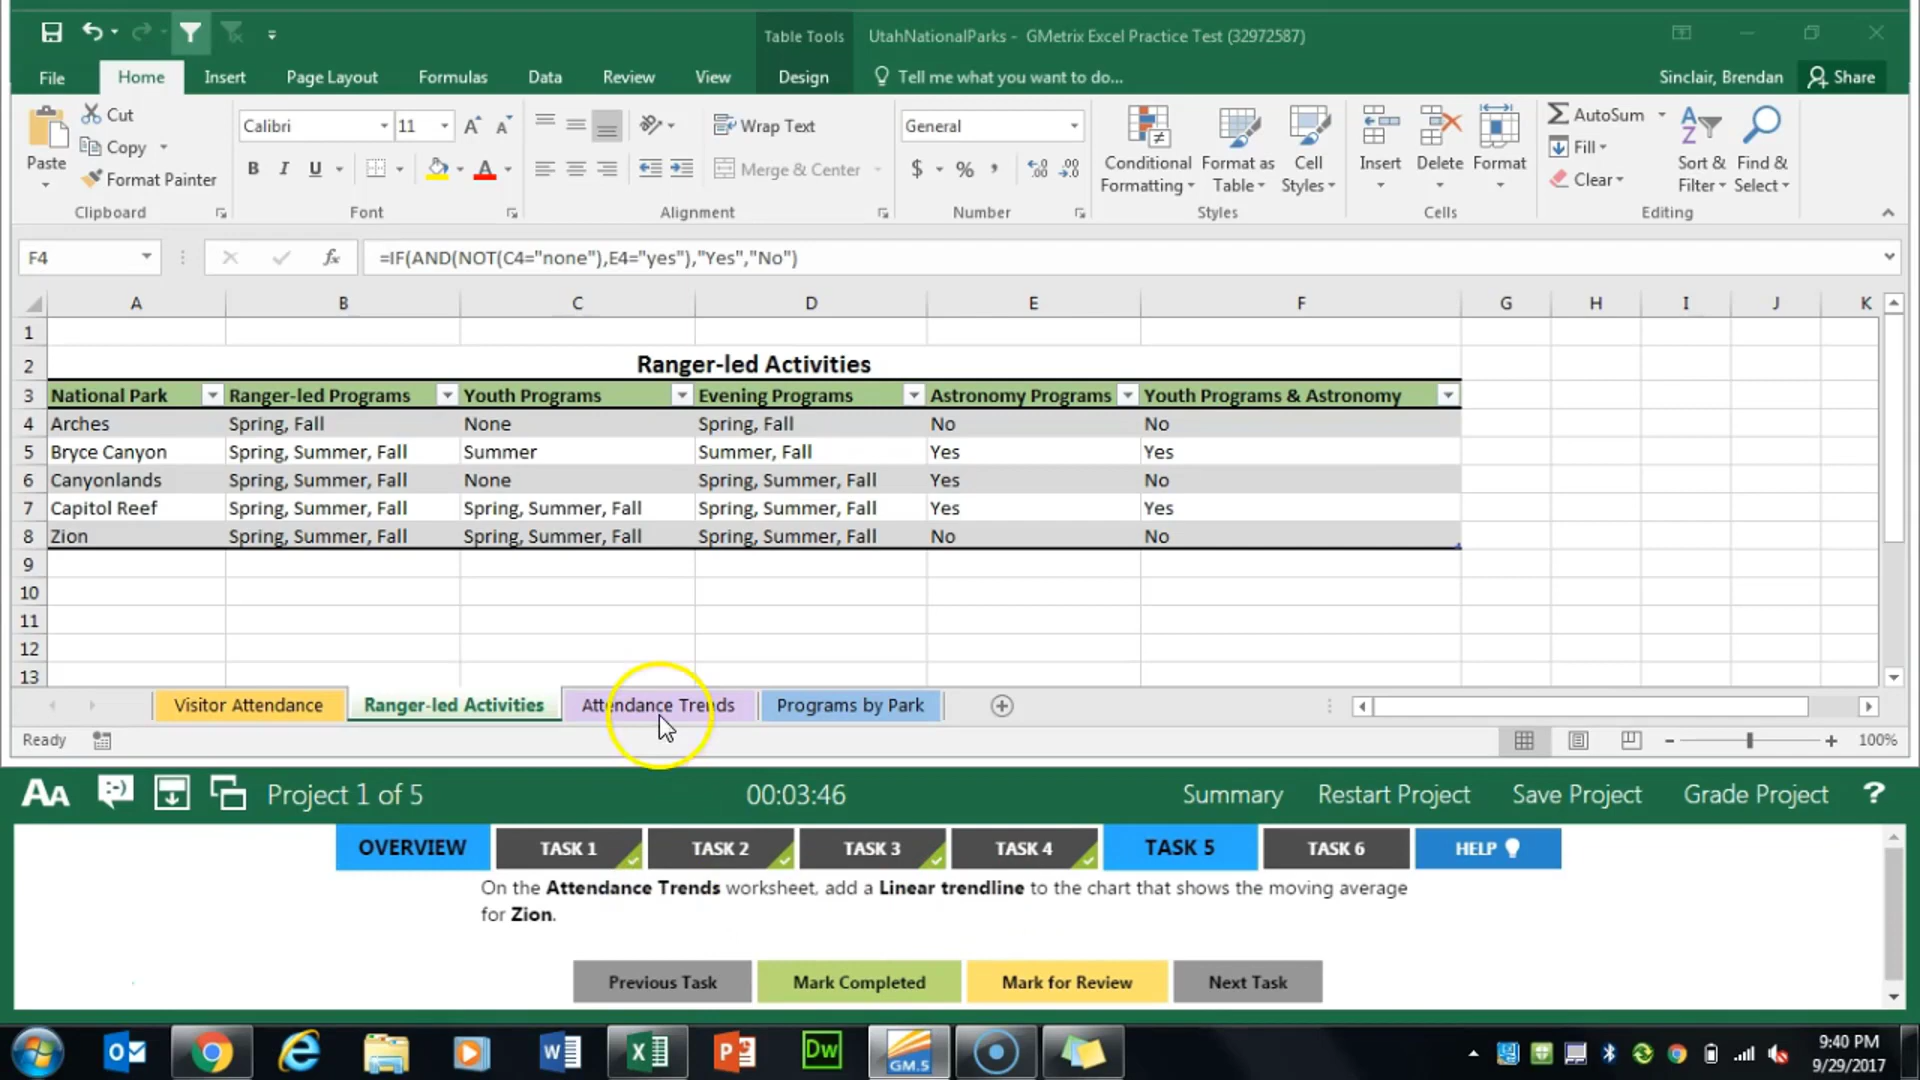 Table Tools
UtahNationalParks - GMetrix Excel Practice Test (32972587)
File Home Insert Page Layout Formulas Data Review View Design Tell me what you want to do... Sinclair, Brendan Share
Paste
Cut
Copy
Format Painter
Clipboard
Calibri 11
B I U
Font
Wrap Text
Merge & Center
Alignment
General
$ % ,
Number
Conditional Formatting
Format as Table
Cell Styles
Styles
Insert Delete Format
Cells
AutoSum
Fill
Clear
Sort & Filter
Find & Select
Editing
F4 fx =IF(AND(NOT(C4="none"),E4="yes"),"Yes","No")
A B C D E F G H I J K
1
2 Ranger-led Activities
3 National Park Ranger-led Programs Youth Programs Evening Programs Astronomy Programs Youth Programs & Astronomy
4 Arches Spring, Fall None Spring, Fall No No
5 Bryce Canyon Spring, Summer, Fall Summer Summer, Fall Yes Yes
6 Canyonlands Spring, Summer, Fall None Spring, Summer, Fall Yes No
7 Capitol Reef Spring, Summer, Fall Spring, Summer, Fall Spring, Summer, Fall Yes Yes
8 Zion Spring, Summer, Fall Spring, Summer, Fall Spring, Summer, Fall No No
9
10
11
12
13
Visitor Attendance Ranger-led Activities Attendance Trends Programs by Park
Ready 100%
AA Project 1 of 5 00:03:46 Summary Restart Project Save Project Grade Project ?
OVERVIEW TASK 1 TASK 2 TASK 3 TASK 4 TASK 5 TASK 6 HELP
On the Attendance Trends worksheet, add a Linear trendline to the chart that shows the moving average
for Zion.
Previous Task Mark Completed Mark for Review Next Task
GM.5
Dw
9:40 PM
9/29/2017